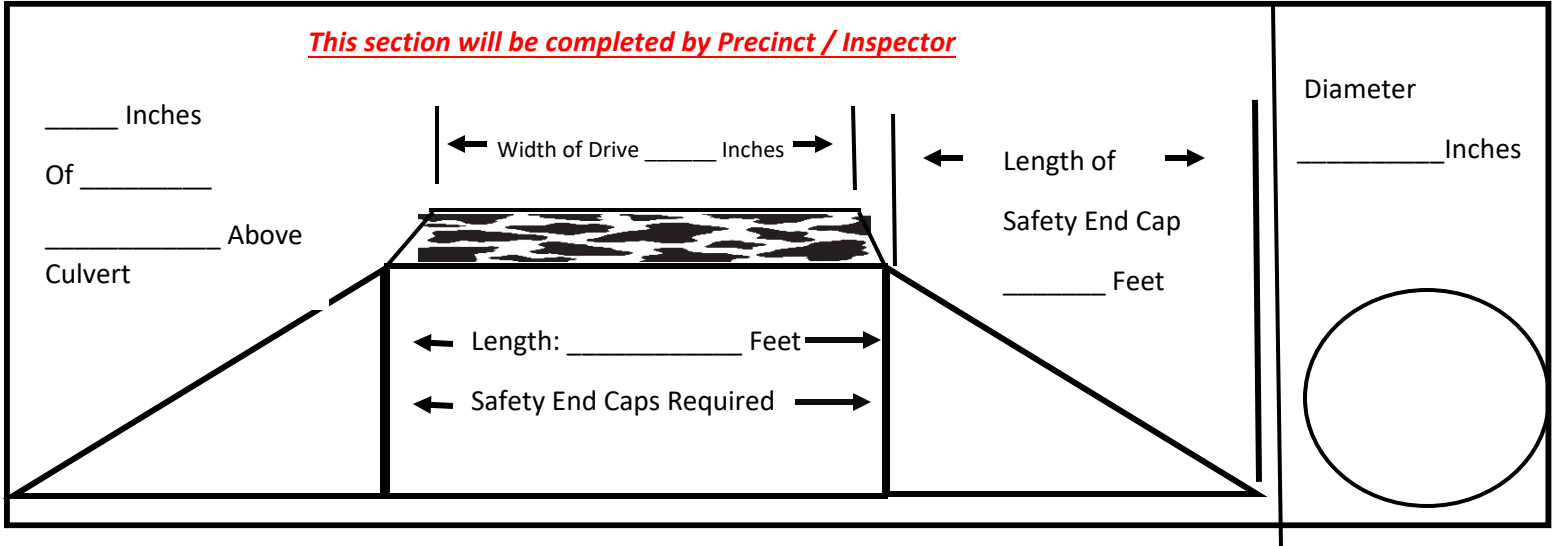 This section will be completed by Precinct / Inspector
_____ Inches
Of _________
____________ Above
Culvert
Width of Drive ______ Inches
Length of
Safety End Cap
_______ Feet
Length: ____________ Feet
Safety End Caps Required
Diameter
__________Inches